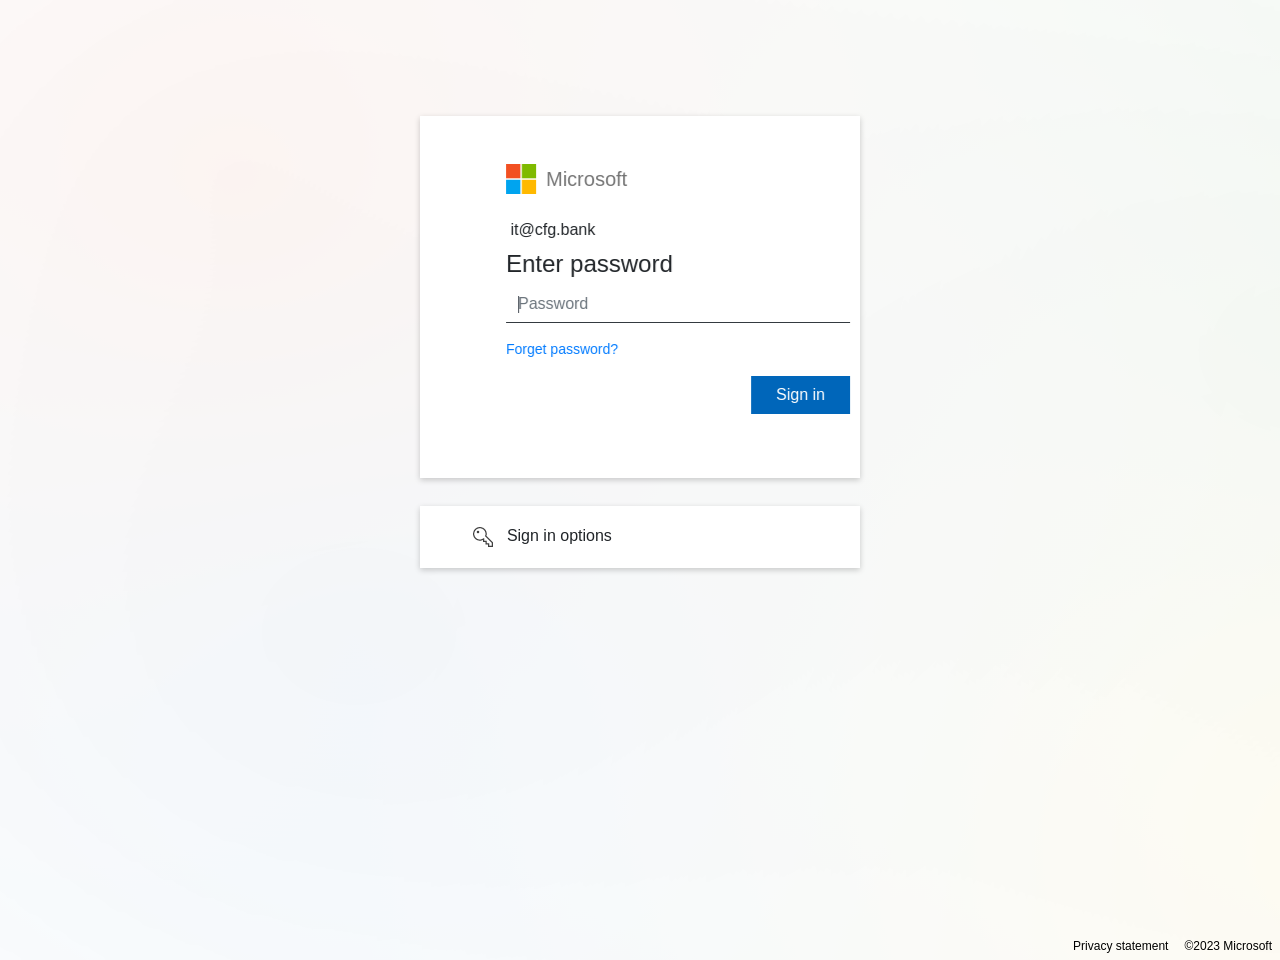 Microsoft
it@cfg.bank
Enter password
Password
Forget password?
Sign in
Sign in options
Privacy statement ©2023 Microsoft